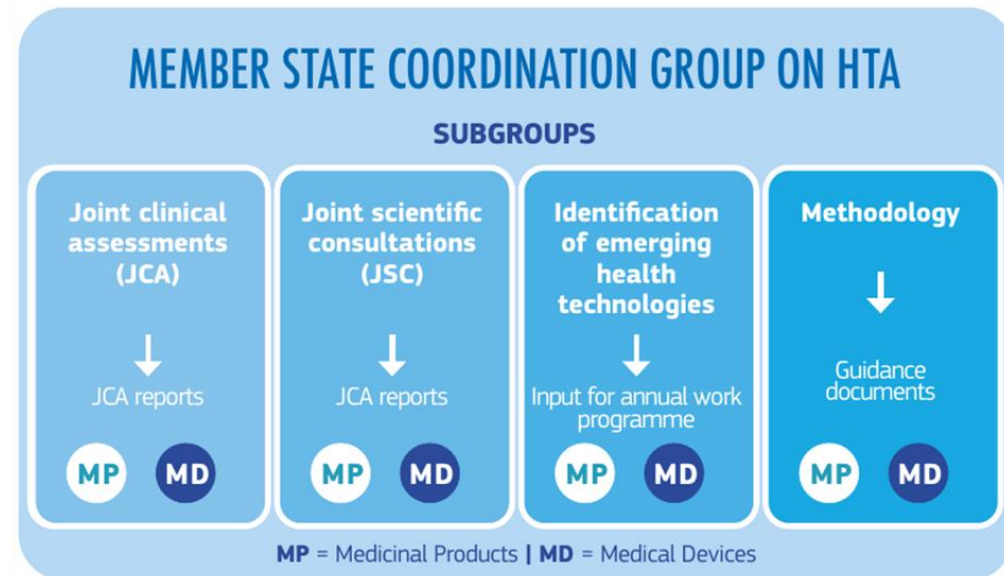 MEMBER STATE COORDINATION GROUP ON HTA
SUBGROUPS
Joint clinical
assessments
(JCA)
JCA reports
MP MD
Joint scientific
consultations
(JSC)
JCA reports
MP MD
Identification
of emerging
health
technologies
Input for annual work
programme
MP MD
Methodology
Guidance
documents
MP MD
MP = Medicinal Products | MD = Medical Devices